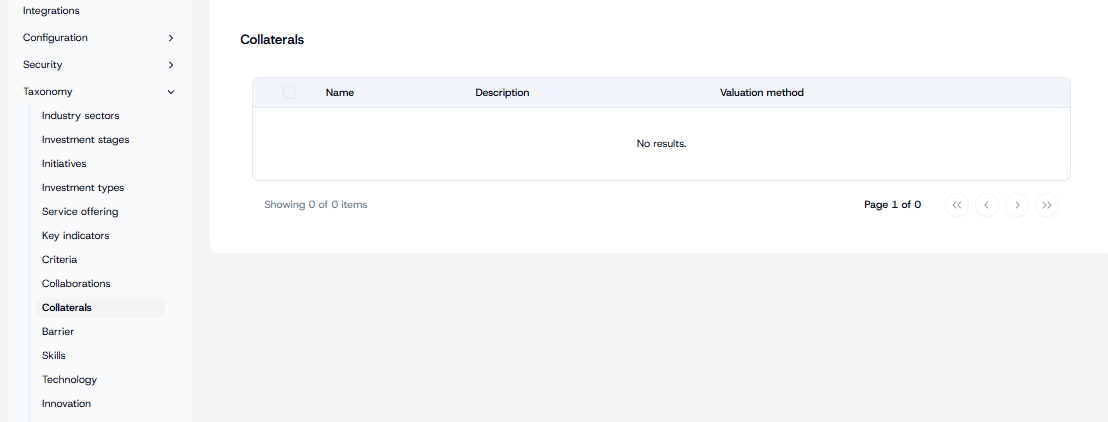 Integrations
Configuration
Security
Taxonomy
Industry sectors
Investment stages
Initiatives
Investment types
Service offering
Key indicators
Criteria
Collaborations
Collaterals
Barrier
Skills
Technology
Innovation
Collaterals
Name Description Valuation method
No results.
Showing 0 of 0 items Page 1 of 0